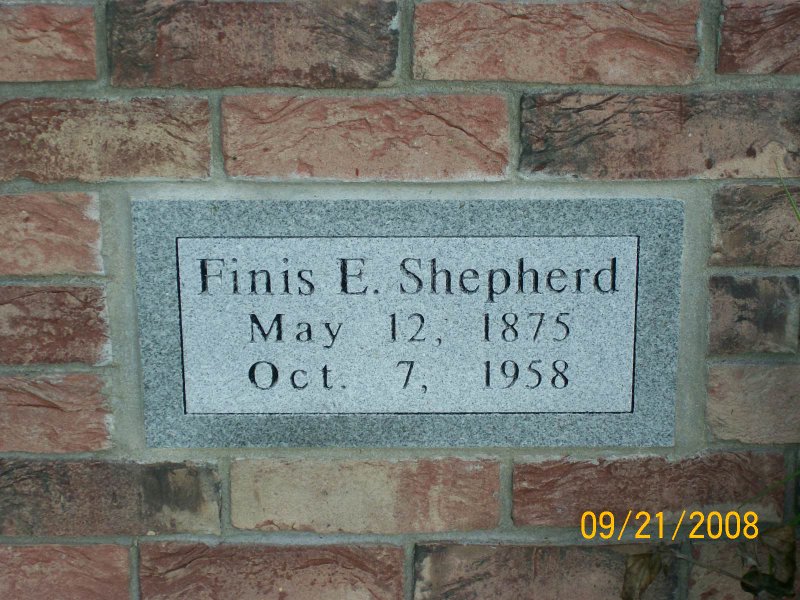 Finis E. Shepherd
May 12, 1875
Oct. 7, 1958
09/21/2008